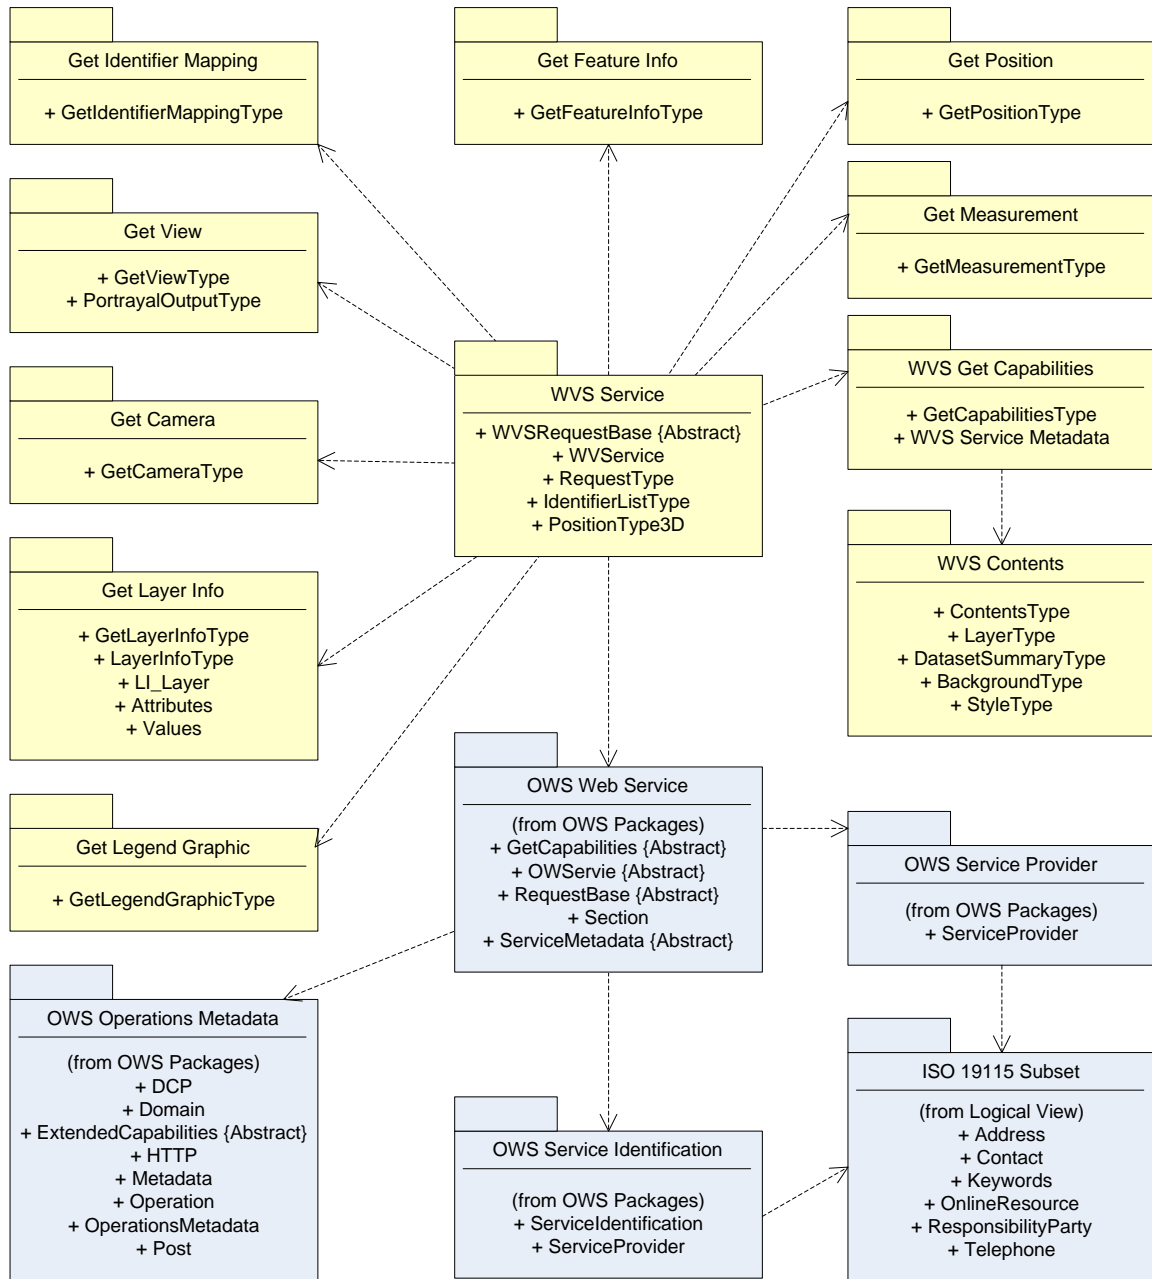 Get Identifier Mapping
+ GetIdentifierMappingType
Get Feature Info
+ GetFeatureInfoType
Get Position
+ GetPositionType
Get View
+ GetViewType
+ PortrayalOutputType
Get Measurement
+ GetMeasurementType
Get Camera
+ GetCameraType
WVS Service
+ WVSRequestBase {Abstract}
+ WVService
+ RequestType
+ IdentifierListType
+ PositionType3D
WVS Get Capabilities
+ GetCapabilitiesType
+ WVS Service Metadata
Get Layer Info
+ GetLayerInfoType
+ LayerInfoType
+ LI_Layer
+ Attributes
+ Values
WVS Contents
+ ContentsType
+ LayerType
+ DatasetSummaryType
+ BackgroundType
+ StyleType
Get Legend Graphic
+ GetLegendGraphicType
OWS Web Service
(from OWS Packages)
+ GetCapabilities {Abstract}
+ OWServie {Abstract}
+ RequestBase {Abstract}
+ Section
+ ServiceMetadata {Abstract}
OWS Service Provider
(from OWS Packages)
+ ServiceProvider
OWS Operations Metadata
(from OWS Packages)
+ DCP
+ Domain
+ ExtendedCapabilities {Abstract}
+ HTTP
+ Metadata
+ Operation
+ OperationsMetadata
+ Post
OWS Service Identification
(from OWS Packages)
+ ServiceIdentification
+ ServiceProvider
ISO 19115 Subset
(from Logical View)
+ Address
+ Contact
+ Keywords
+ OnlineResource
+ ResponsibilityParty
+ Telephone